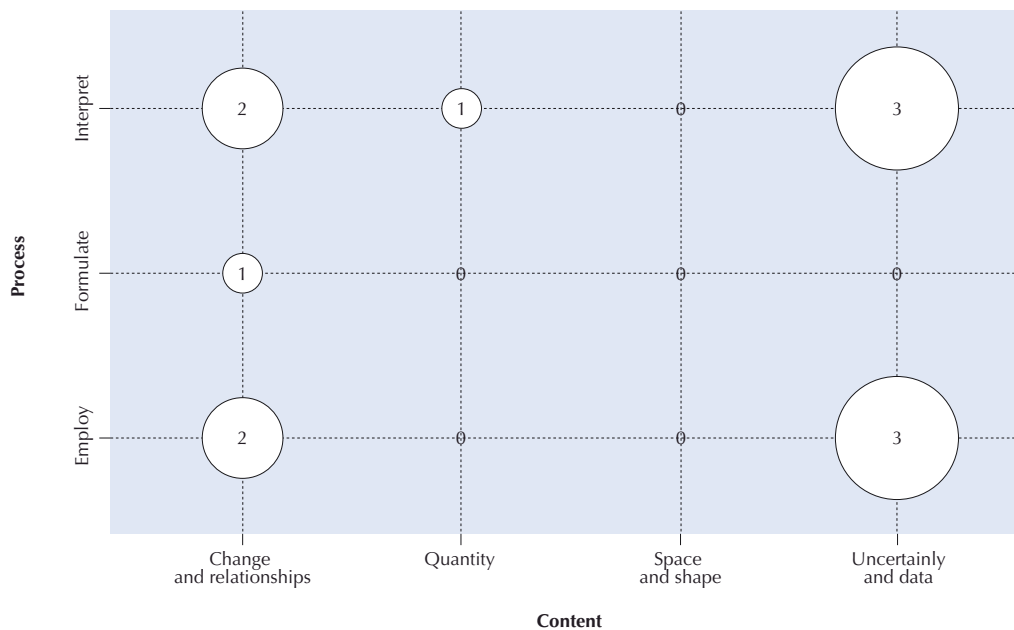 Process
Interpret
2
1
0
3
Formulate
1
0
0
0
Employ
2
0
0
3
Change
and relationships
Quantity
Space
and shape
Uncertainly
and data
Content